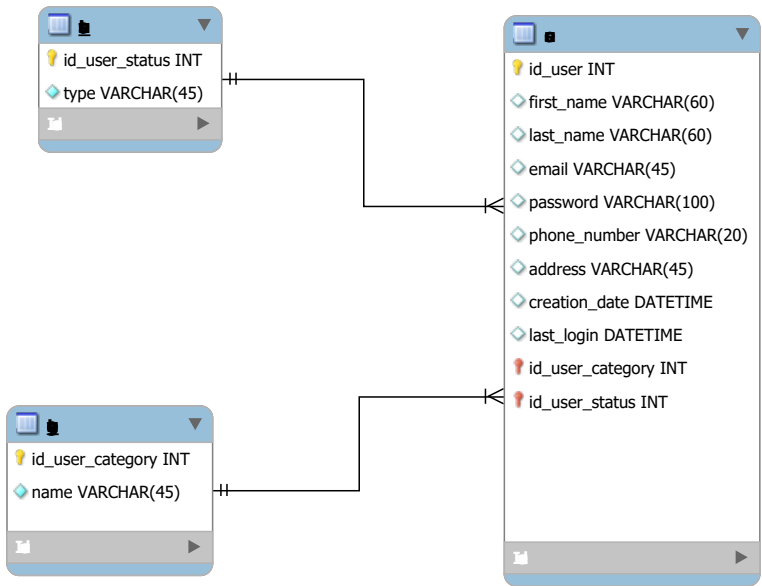 id_user_status INT
type VARCHAR(45)
id_user INT
first_name VARCHAR(60)
last_name VARCHAR(60)
email VARCHAR(45)
password VARCHAR(100)
phone_number VARCHAR(20)
address VARCHAR(45)
creation_date DATETIME
last_login DATETIME
id_user_category INT
id_user_status INT
id_user_category INT
name VARCHAR(45)